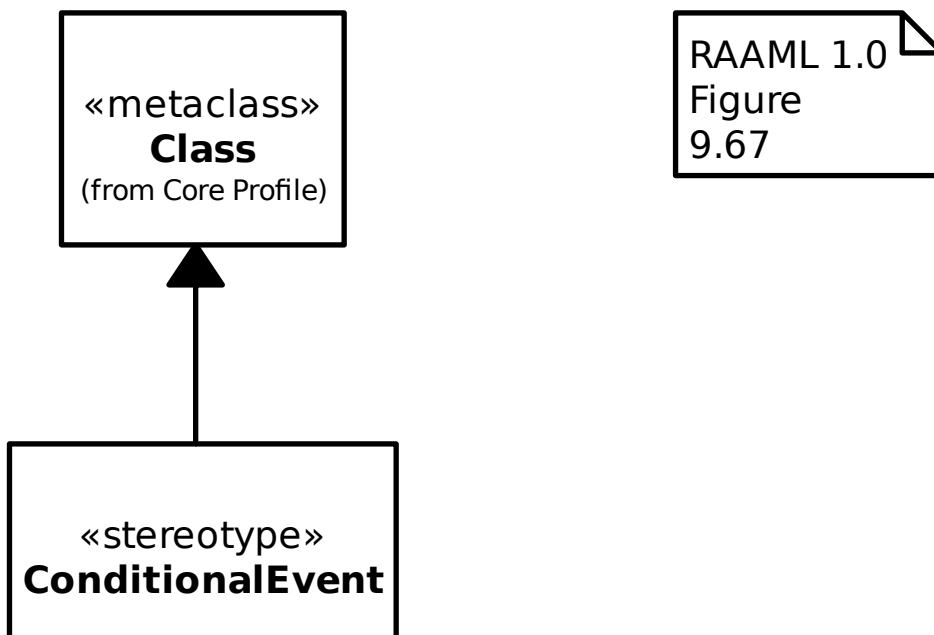 «metaclass»
Class
(from Core Profile)
RAAML 1.0
Figure
9.67
«stereotype»
ConditionalEvent